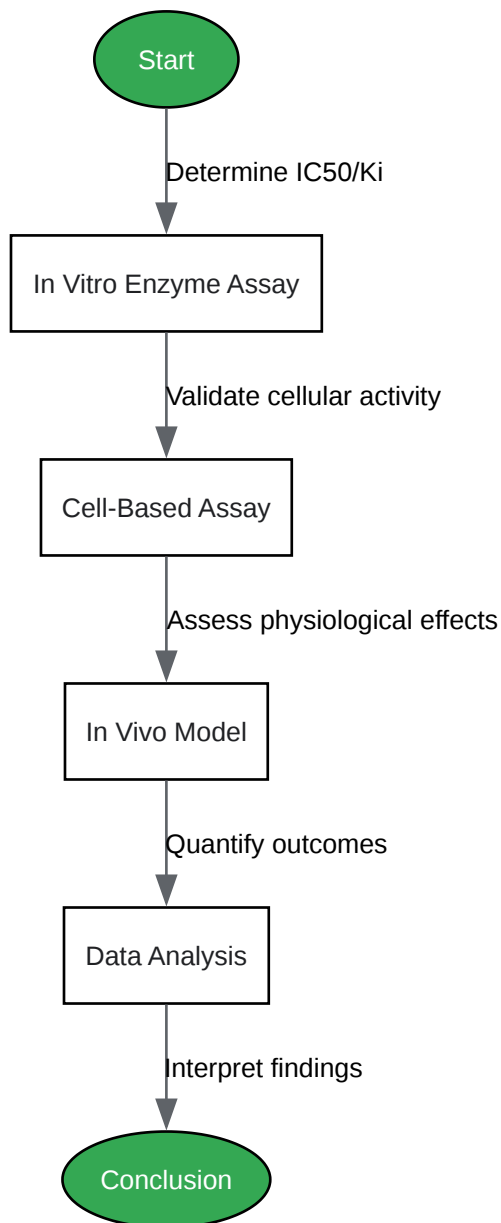 Start
Determine IC50/Ki
In Vitro Enzyme Assay
Validate cellular activity
Cell-Based Assay
Assess physiological effects
In Vivo Model
Quantify outcomes
Data Analysis
Interpret findings
Conclusion